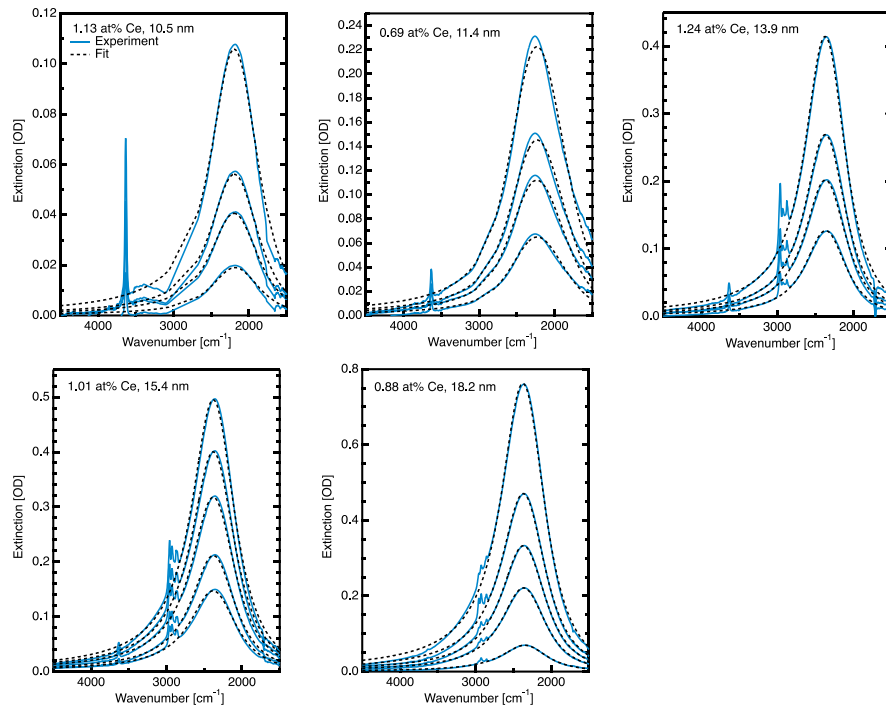 1.13 at% Ce, 10.5 nm
Experiment
Fit
0.12
0.10
0.08
0.06
0.04
0.02
0.00
Extinction [OD]
4000 3000 2000
Wavenumber [cm⁻¹]
0.69 at% Ce, 11.4 nm
0.24
0.22
0.20
0.18
0.16
0.14
0.12
0.10
0.08
0.06
0.04
0.02
0.00
Extinction [OD]
4000 3000 2000
Wavenumber [cm⁻¹]
1.24 at% Ce, 13.9 nm
0.4
0.3
0.2
0.1
0.0
Extinction [OD]
4000 3000 2000
Wavenumber [cm⁻¹]
1.01 at% Ce, 15.4 nm
0.5
0.4
0.3
0.2
0.1
0.0
Extinction [OD]
4000 3000 2000
Wavenumber [cm⁻¹]
0.88 at% Ce, 18.2 nm
0.8
0.6
0.4
0.2
0.0
Extinction [OD]
4000 3000 2000
Wavenumber [cm⁻¹]